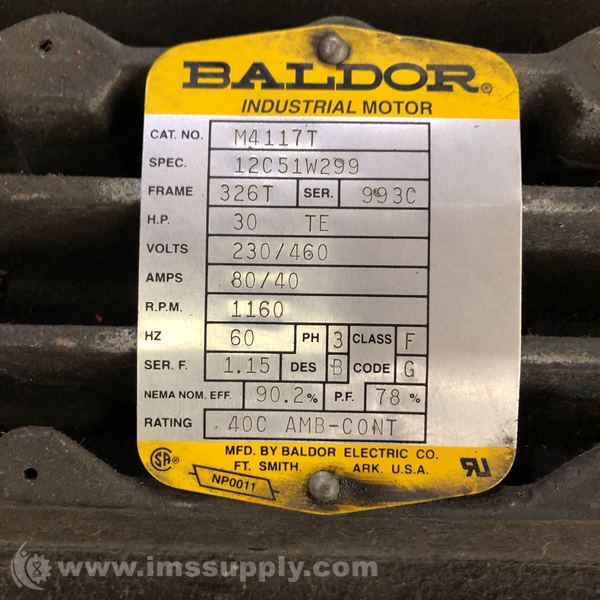 BALDOR®
INDUSTRIAL MOTOR
CAT. NO. M4117T
SPEC. 12C51W299
FRAME 326T SER. 993C
H.P. 30 TE
VOLTS 230/460
AMPS 80/40
R.P.M. 1160
HZ 60 PH 3 CLASS F
SER. F. 1.15 DES B CODE G
NEMA NOM. EFF. 90.2% P.F. 78%
RATING 40C AMB-CONT
MFD. BY BALDOR ELECTRIC CO.
FT. SMITH, ARK. U.S.A.
SA
NP0011
www.imssupply.com